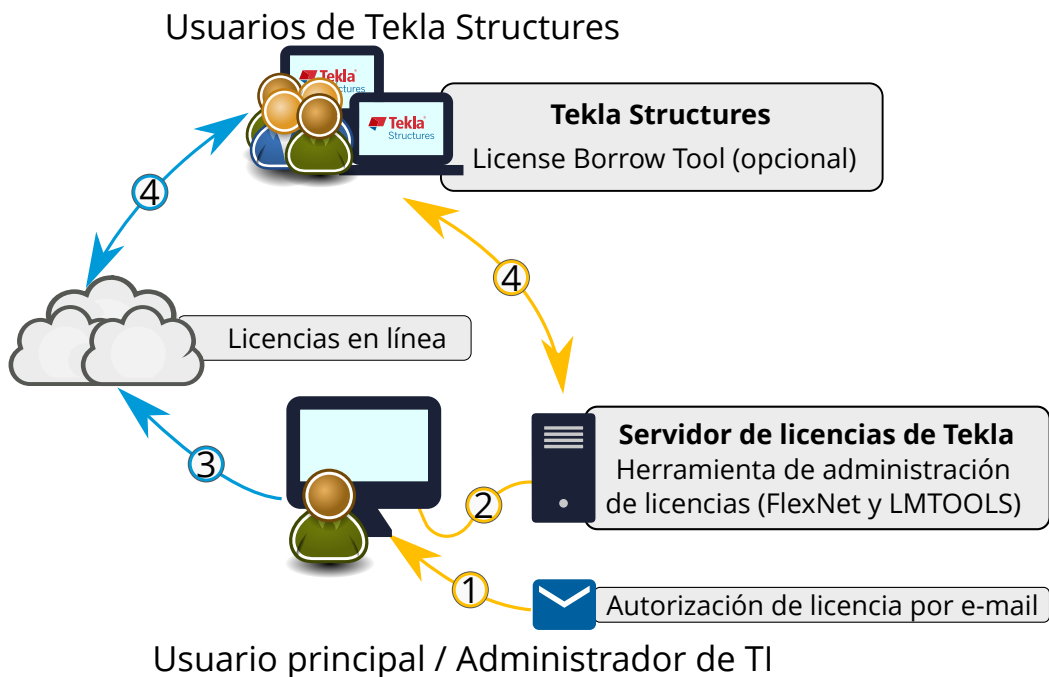 Usuarios de Tekla Structures
Tekla
Structures
Tekla
Structures
Tekla Structures
License Borrow Tool (opcional)
4
4
Licencias en línea
3
2
Servidor de licencias de Tekla
Herramienta de administración
de licencias (FlexNet y LMTOOLS)
1
Autorización de licencia por e-mail
Usuario principal / Administrador de TI